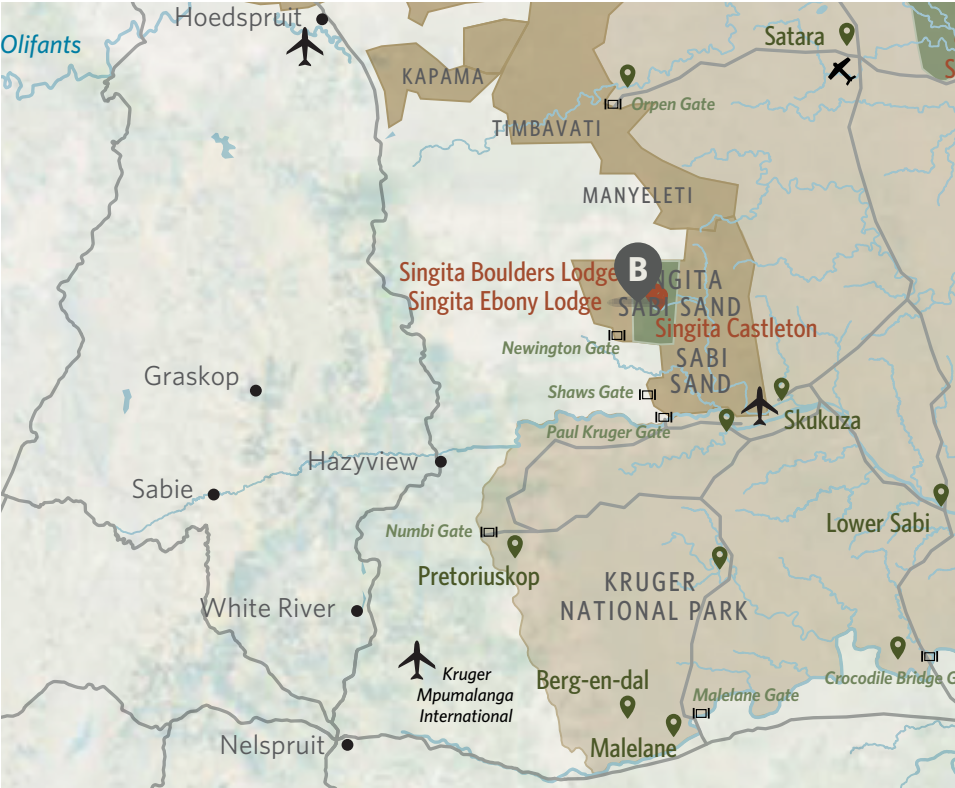 Hoedspruit
Olifants
Satara
KAPAMA
S
Orpen Gate
TIMBAVATI
MANYELETI
Singita Boulders Lodge
B
NGITA
Singita Ebony Lodge
SABI SAND
Singita Castleton
Newington Gate
SABI
SAND
Graskop
Shaws Gate
Skukuza
Paul Kruger Gate
Hazyview
Sabie
Lower Sabi
Numbi Gate
Pretoriuskop
KRUGER
NATIONAL PARK
White River
Kruger
Mpumalanga
International
Berg-en-dal
Crocodile Bridge G
Malelane Gate
Nelspruit
Malelane